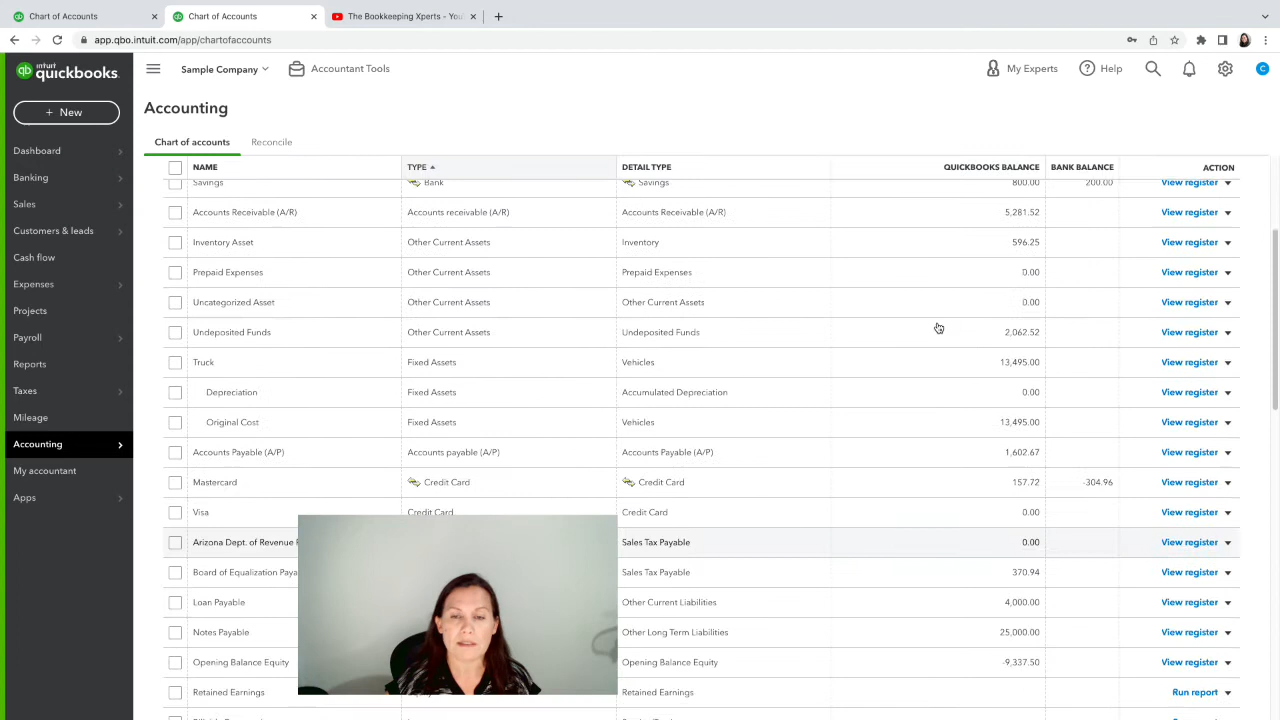 Chart of Accounts
Chart of Accounts
The Bookkeeping Xperts - You
app.qbo.intuit.com/app/chartofaccounts
intuit quickbooks.
Sample Company
Accountant Tools
My Experts
Help
C
+ New
Dashboard
Banking
Sales
Customers & leads
Cash flow
Expenses
Projects
Payroll
Reports
Taxes
Mileage
Accounting
My accountant
Apps
Accounting
Chart of accounts Reconcile
NAME TYPE DETAIL TYPE QUICKBOOKS BALANCE BANK BALANCE ACTION
Savings Bank Savings 800.00 200.00 View register
Accounts Receivable (A/R) Accounts receivable (A/R) Accounts Receivable (A/R) 5,281.52 View register
Inventory Asset Other Current Assets Inventory 596.25 View register
Prepaid Expenses Other Current Assets Prepaid Expenses 0.00 View register
Uncategorized Asset Other Current Assets Other Current Assets 0.00 View register
Undeposited Funds Other Current Assets Undeposited Funds 2,062.52 View register
Truck Fixed Assets Vehicles 13,495.00 View register
Depreciation Fixed Assets Accumulated Depreciation 0.00 View register
Original Cost Fixed Assets Vehicles 13,495.00 View register
Accounts Payable (A/P) Accounts payable (A/P) Accounts Payable (A/P) 1,602.67 View register
Mastercard Credit Card Credit Card 157.72 -304.96 View register
Visa Credit Card Credit Card 0.00 View register
Arizona Dept. of Revenue Sales Tax Payable 0.00 View register
Board of Equalization Paya Sales Tax Payable 370.94 View register
Loan Payable Other Current Liabilities 4,000.00 View register
Notes Payable Other Long Term Liabilities 25,000.00 View register
Opening Balance Equity Opening Balance Equity -9,337.50 View register
Retained Earnings Retained Earnings Run report